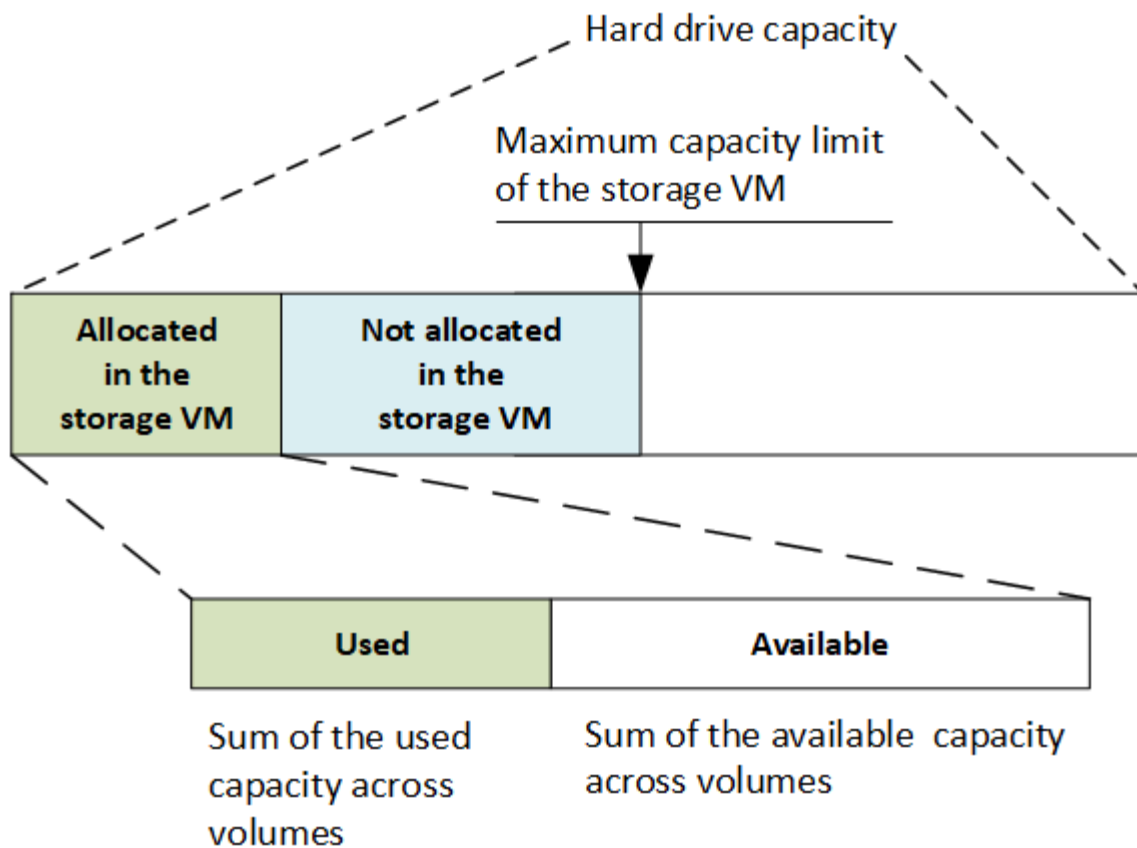 Hard drive capacity
Maximum capacity limit
of the storage VM
Allocated
in the
storage VM
Not allocated
in the
storage VM
Used
Available
Sum of the used
capacity across
volumes
Sum of the available capacity
across volumes